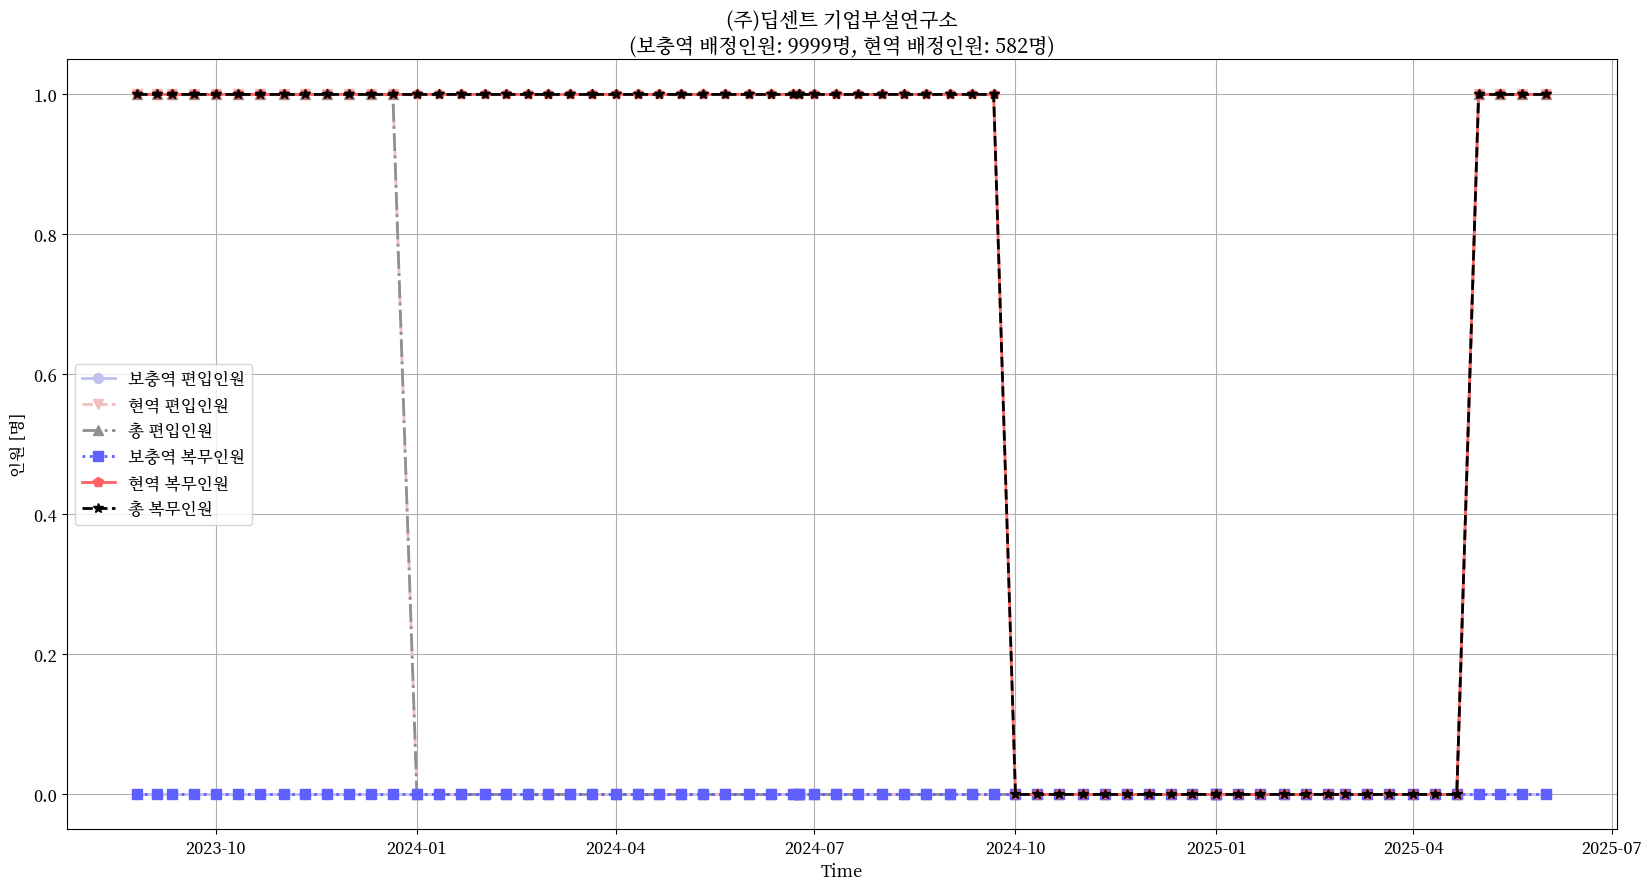 (주)딥센트 기업부설연구소
(보충역 배정인원: 9999명, 현역 배정인원: 582명)
인원 [명]
1.0
0.8
0.6
0.4
0.2
0.0
보충역 편입인원
현역 편입인원
총 편입인원
보충역 복무인원
현역 복무인원
총 복무인원
2023-10
2024-01
2024-04
2024-07
2024-10
2025-01
2025-04
2025-07
Time